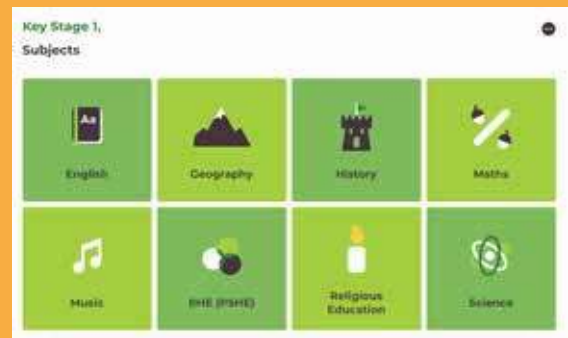 Key Stage 1,
Subjects
Aa
English
Geography
History
Maths
Music
RHE (PSHE)
Religious
Education
Science